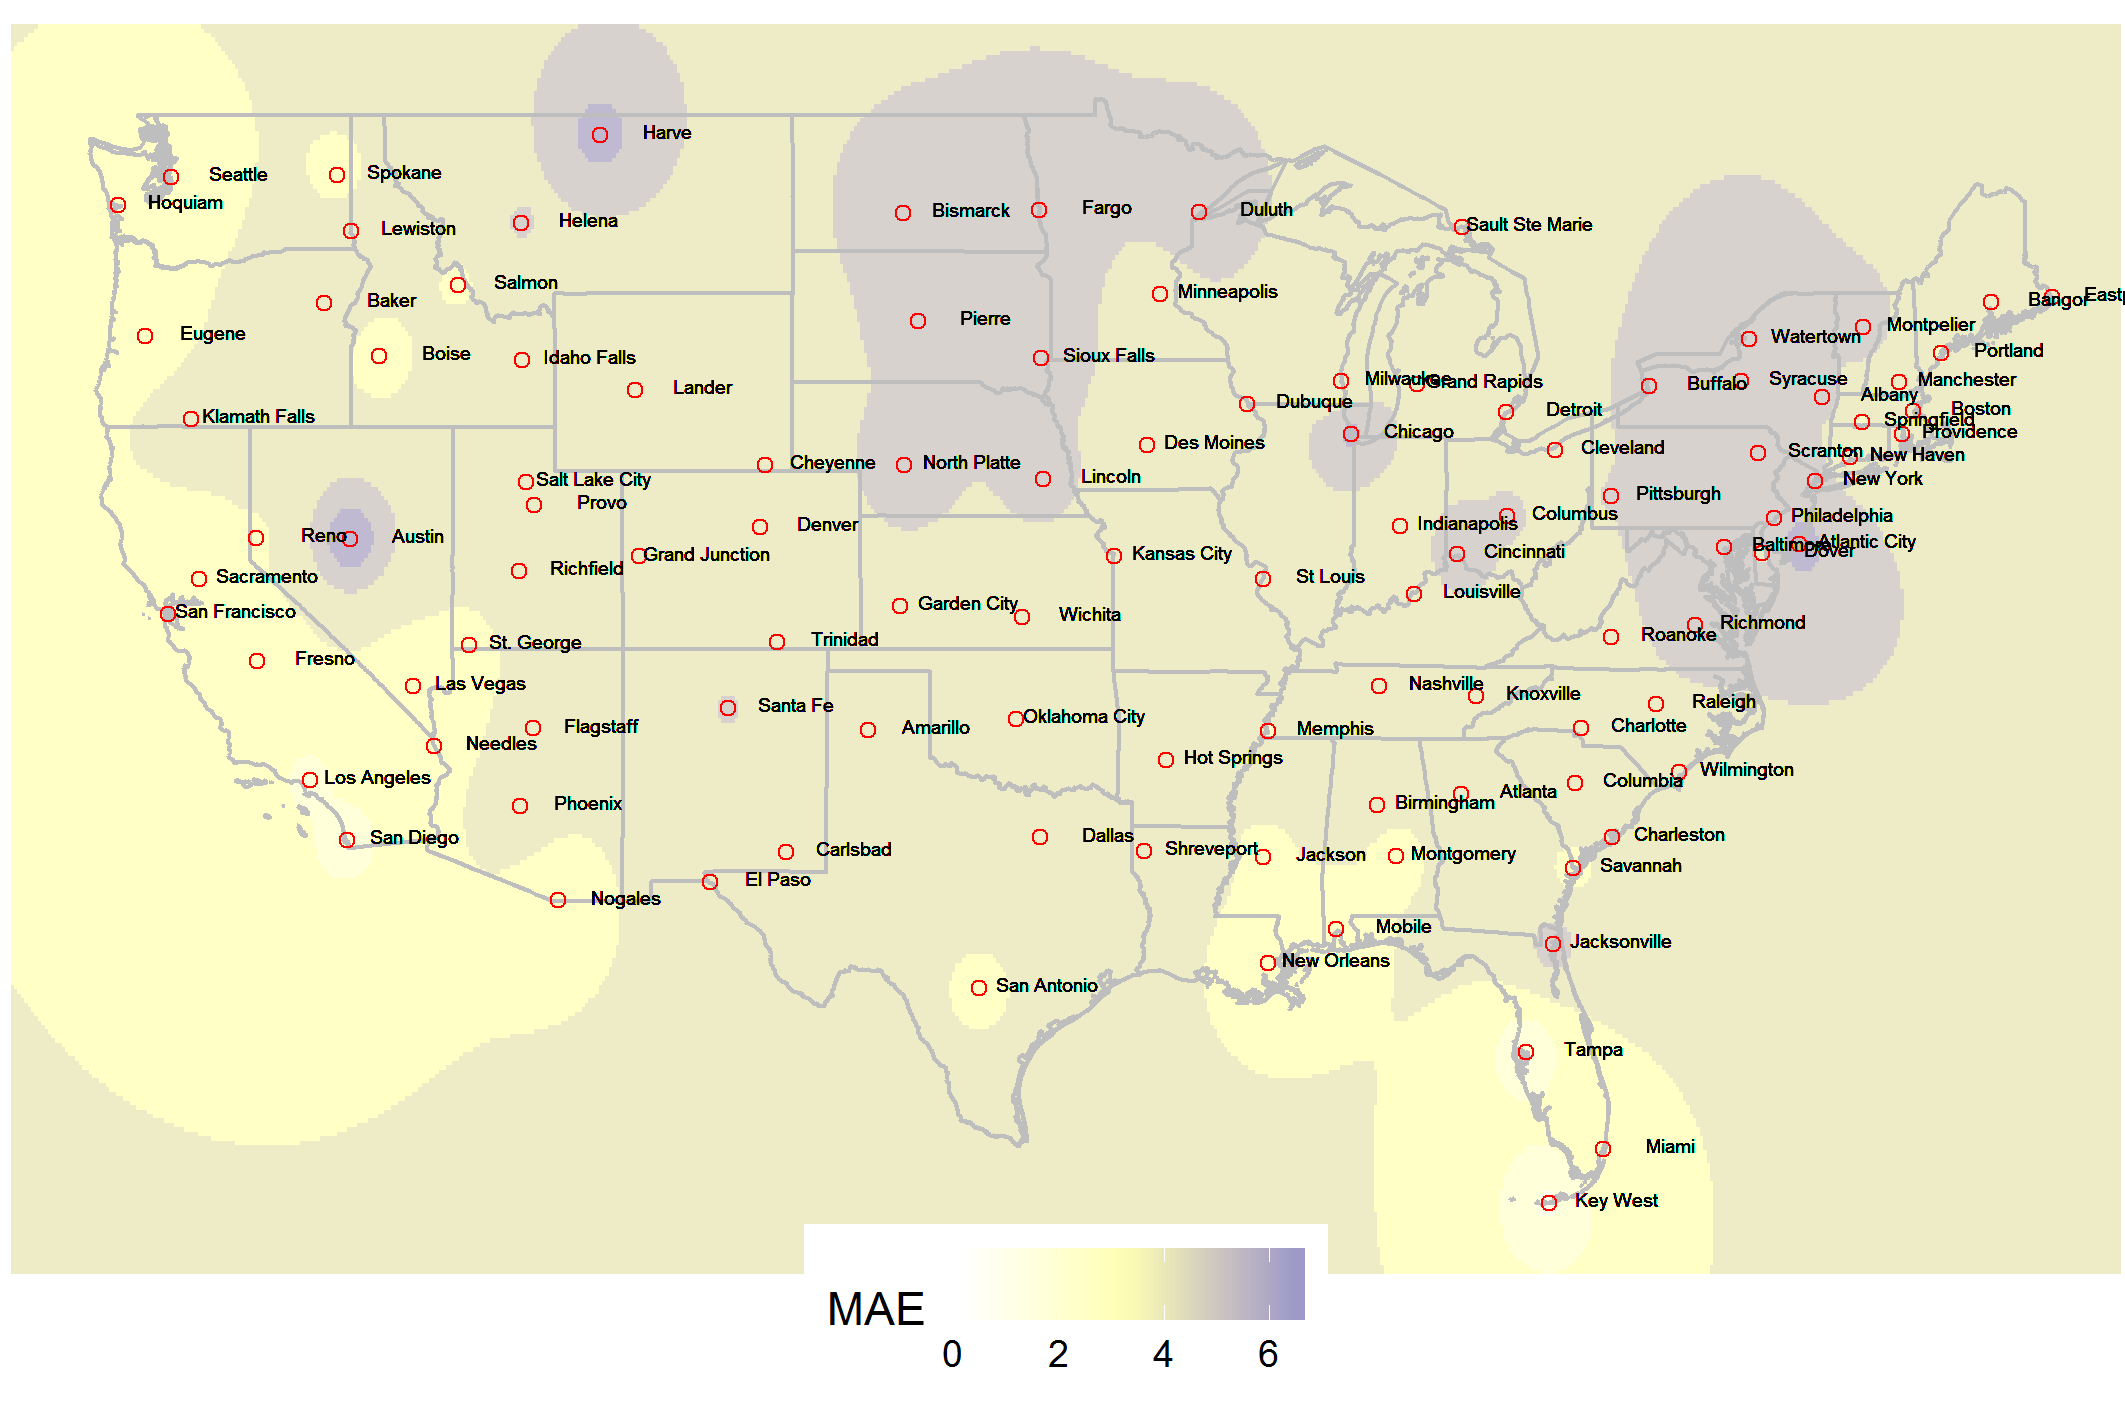 Harve
Seattle
Spokane
Hoquiam
Bismarck
Fargo
Duluth
Helena
Lewiston
Sault Ste Marie
Salmon
Minneapolis
Baker
Bangor
Eastp
Pierre
Eugene
Montpelier
Watertown
Boise
Idaho Falls
Sioux Falls
Portland
Lander
Milwaukee
Grand Rapids
Buffalo
Syracuse
Manchester
Albany
Klamath Falls
Dubuque
Detroit
Boston
Springfield
Chicago
Providence
Des Moines
Cleveland
Scranton
New Haven
Cheyenne
North Platte
Salt Lake City
Lincoln
New York
Provo
Pittsburgh
Denver
Indianapolis
Columbus
Philadelphia
Reno
Austin
Grand Junction
Kansas City
Cincinnati
Baltimore
Atlantic City
Dover
Richfield
Sacramento
St Louis
Louisville
San Francisco
Garden City
Wichita
Richmond
St. George
Trinidad
Roanoke
Fresno
Las Vegas
Nashville
Knoxville
Santa Fe
Raleigh
Flagstaff
Amarillo
Oklahoma City
Memphis
Charlotte
Needles
Hot Springs
Wilmington
Los Angeles
Phoenix
Birmingham
Atlanta
Columbia
San Diego
Dallas
Charleston
Carlsbad
Shreveport
Jackson
Montgomery
Savannah
El Paso
Nogales
Mobile
Jacksonville
New Orleans
San Antonio
Tampa
Miami
Key West
MAE
0 2 4 6